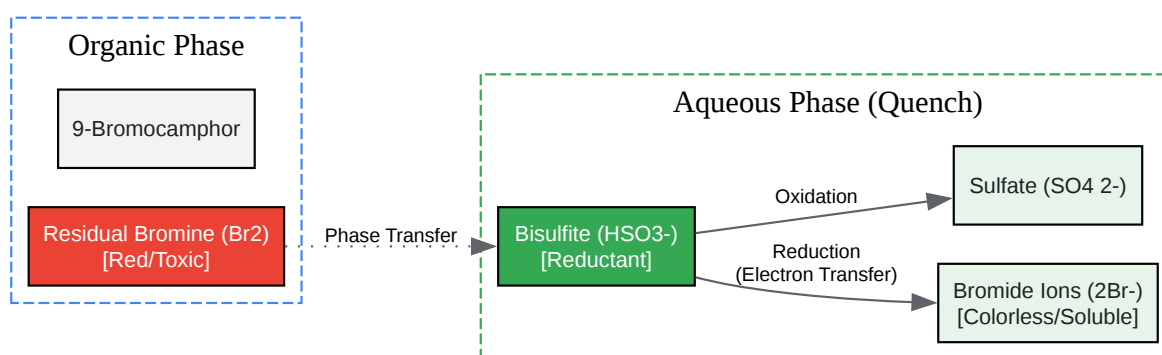 Organic Phase
9-Bromocamphor
Residual Bromine (Br2)
[Red/Toxic]
Phase Transfer
Aqueous Phase (Quench)
Bisulfite (HSO3-)
[Reductant]
Oxidation
Sulfate (SO4 2-)
Reduction
(Electron Transfer)
Bromide Ions (2Br-)
[Colorless/Soluble]